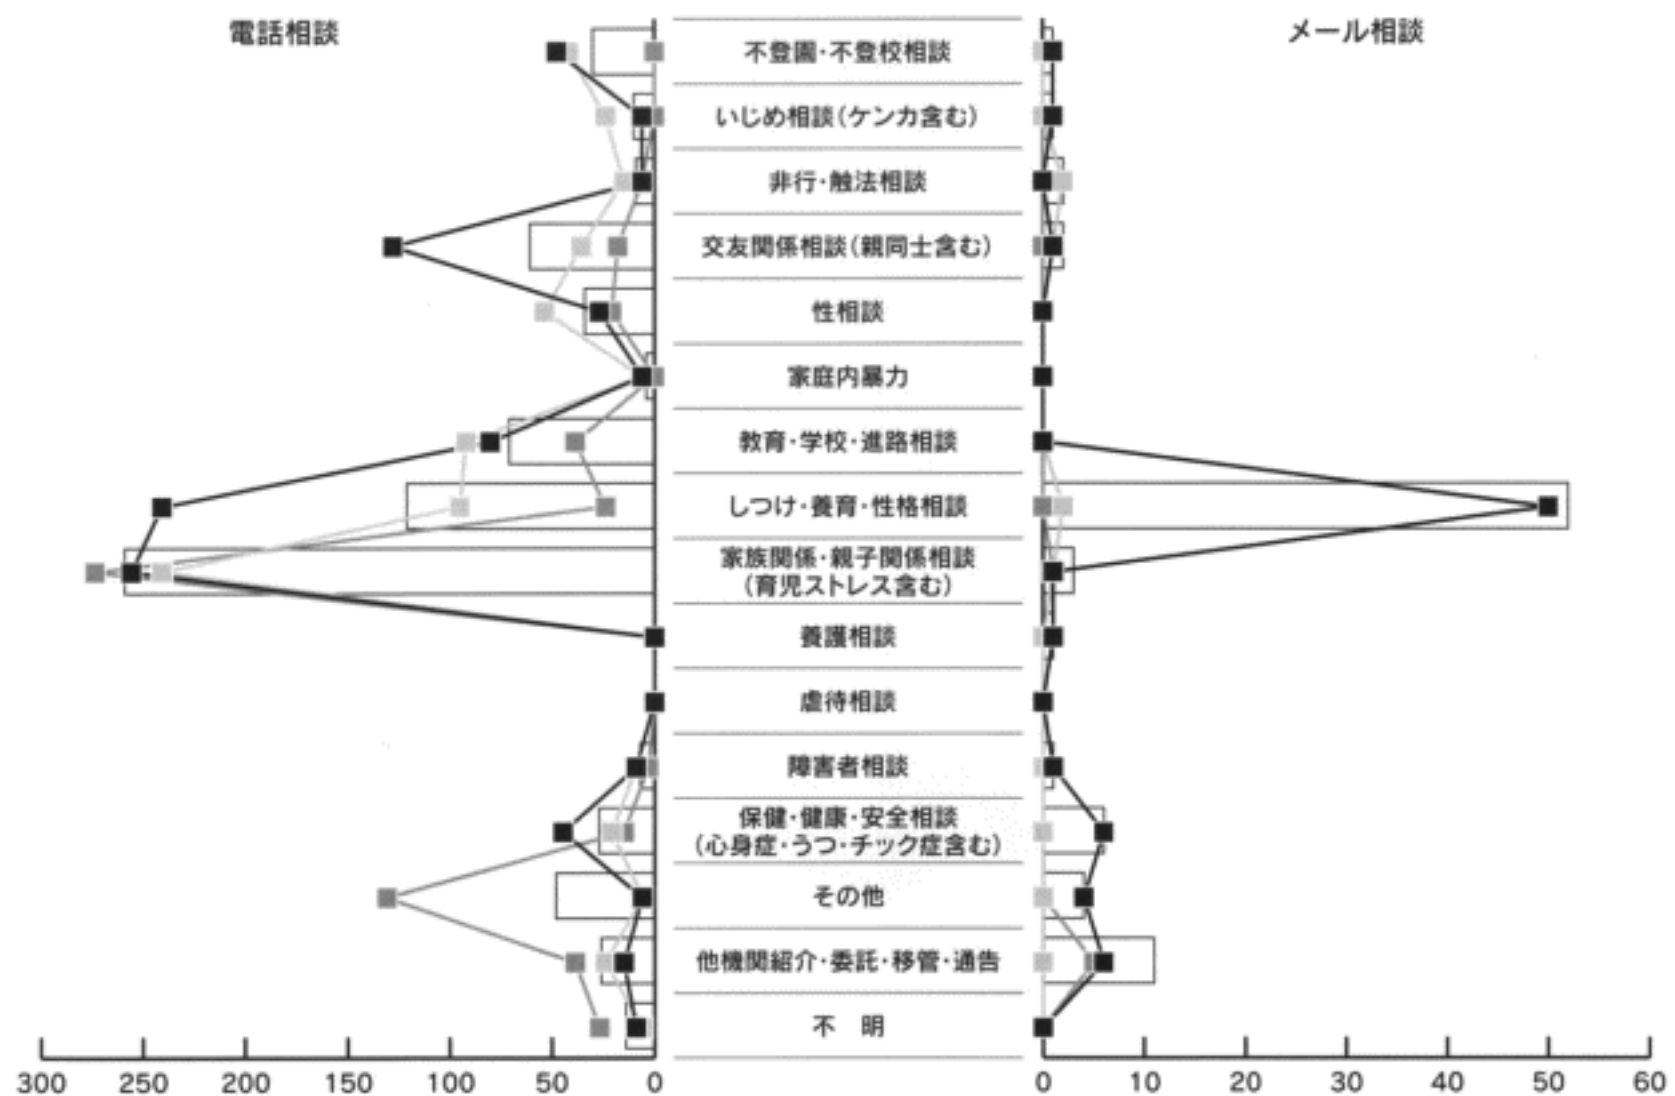 電話相談
メール相談
不登園・不登校相談
いじめ相談(ケンカ含む)
非行・触法相談
交友関係相談(親同士含む)
性相談
家庭内暴力
教育・学校・進路相談
しつけ・養育・性格相談
家族関係・親子関係相談
(育児ストレス含む)
養護相談
虐待相談
障害者相談
保健・健康・安全相談
(心身症・うつ・チック症含む)
その他
他機関紹介・委託・移管・通告
不 明
300 250 200 150 100 50 0
0 10 20 30 40 50 60